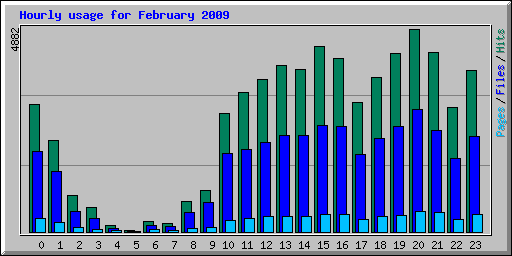 Hourly usage for February 2009
4882
Pages / Files / Hits
0 1 2 3 4 5 6 7 8 9 10 11 12 13 14 15 16 17 18 19 20 21 22 23